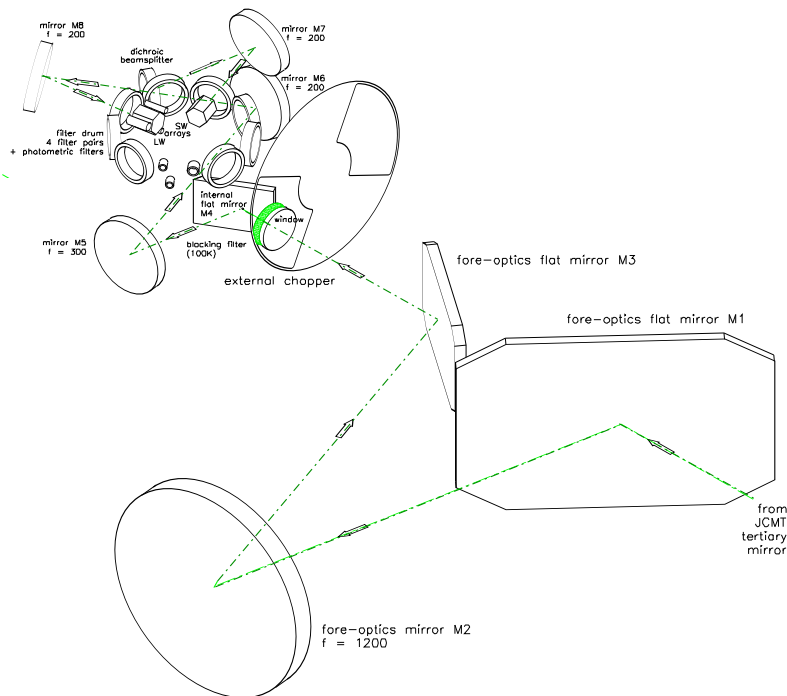 mirror M8
f = 200
mirror M7
f = 200
dichroic
beamsplitter
mirror M6
f = 200
SW
arrays
LW
filter drum
4 filter pairs
+ photometric filters
internal
flat mirror
M4
window
mirror M5
f = 300
blacking filter
(100K)
external chopper
fore-optics flat mirror M3
fore-optics flat mirror M1
from
JCMT
tertiary
mirror
fore-optics mirror M2
f = 1200